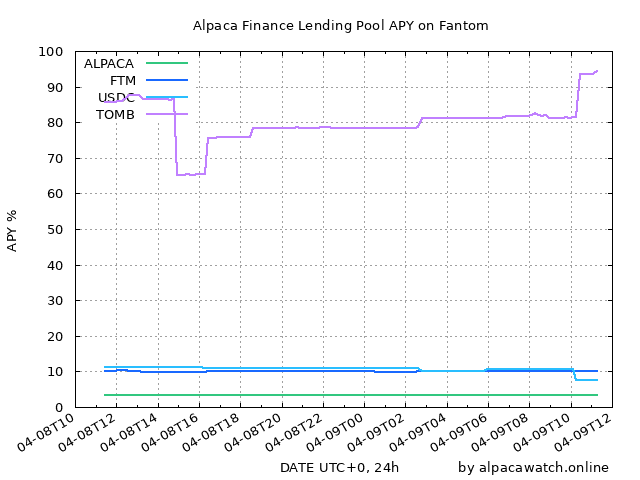 Alpaca Finance Lending Pool APY on Fantom
100
90
80
70
60
50
40
30
20
10
0
APY %
ALPACA
FTM
USDC
TOMB
04-08T10
04-08T12
04-08T14
04-08T16
04-08T18
04-08T20
04-08T22
04-09T00
04-09T02
04-09T04
04-09T06
04-09T08
04-09T10
04-09T12
DATE UTC+0, 24h
by alpacawatch.online